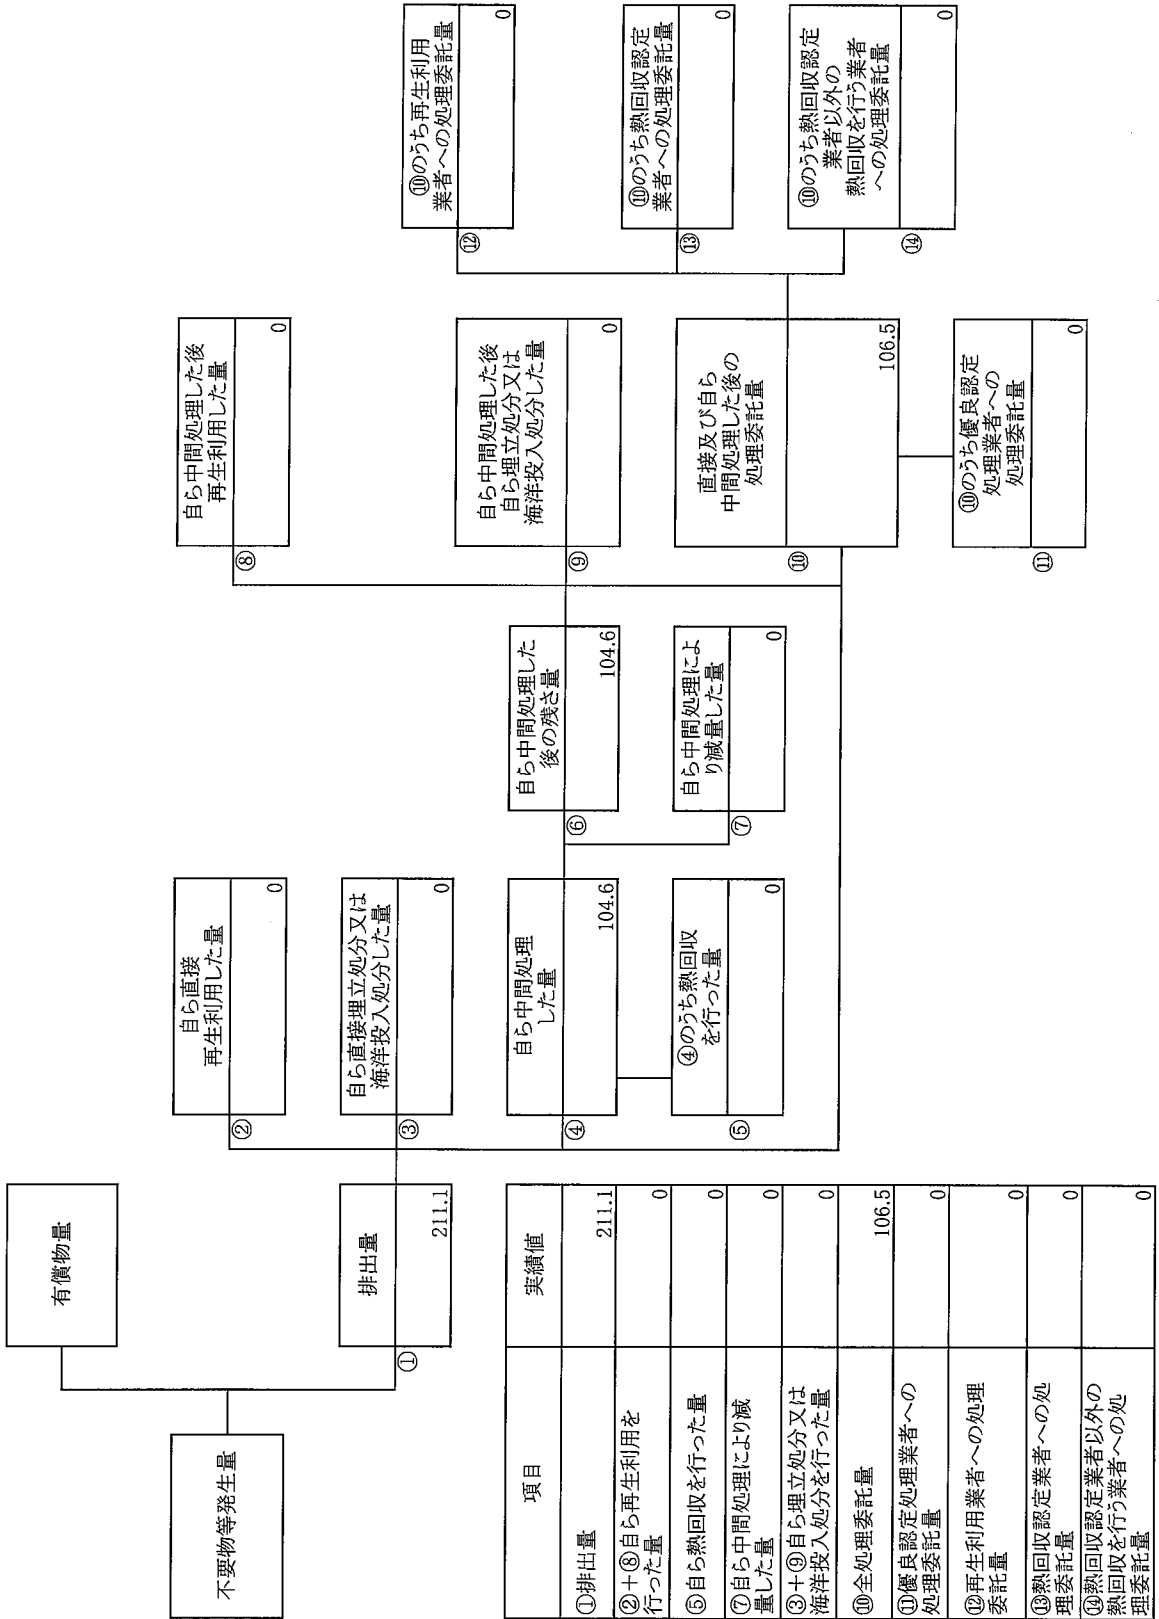 不要物等発生量
有償物量
①
排出量
211.1
②
自ら直接
再生利用した量
0
③
自ら直接埋立処分又は
海洋投入処分した量
0
④
自ら中間処理
した量
104.6
⑤
④のうち熱回収
を行った量
0
⑥
自ら中間処理した
後の残さ量
104.6
⑦
自ら中間処理によ
り減量した量
0
⑧
自ら中間処理した後
再生利用した量
0
⑨
自ら中間処理した後
自ら埋立処分又は
海洋投入処分した量
0
⑩
直接及び自ら
中間処理した後の
処理委託量
106.5
⑪
⑩のうち優良認定
処理業者への
処理委託量
0
⑫
⑩のうち再生利用
業者への処理委託量
0
⑬
⑩のうち熱回収認定
業者への処理委託量
0
⑭
⑩のうち熱回収認定
業者以外の
熱回収を行う業者
への処理委託量
0
項目 実績値
①排出量 211.1
②+⑧自ら再生利用を
行った量 0
⑤自ら熱回収を行った量 0
⑦自ら中間処理により減
量した量 0
③+⑨自ら埋立処分又は
海洋投入処分を行った量 0
⑩全処理委託量 106.5
⑪優良認定処理業者への
処理委託量 0
⑫再生利用業者への処理
委託量 0
⑬熱回収認定業者への処
理委託量 0
⑭熱回収認定業者以外の
熱回収を行う業者への処
理委託量 0